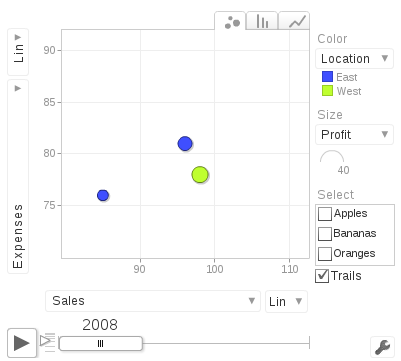 Lin
Expenses
90
85
80
75
90
100
110
Color
Location
East
West
Size
Profit
40
Select
Apples
Bananas
Oranges
Trails
Sales
Lin
2008